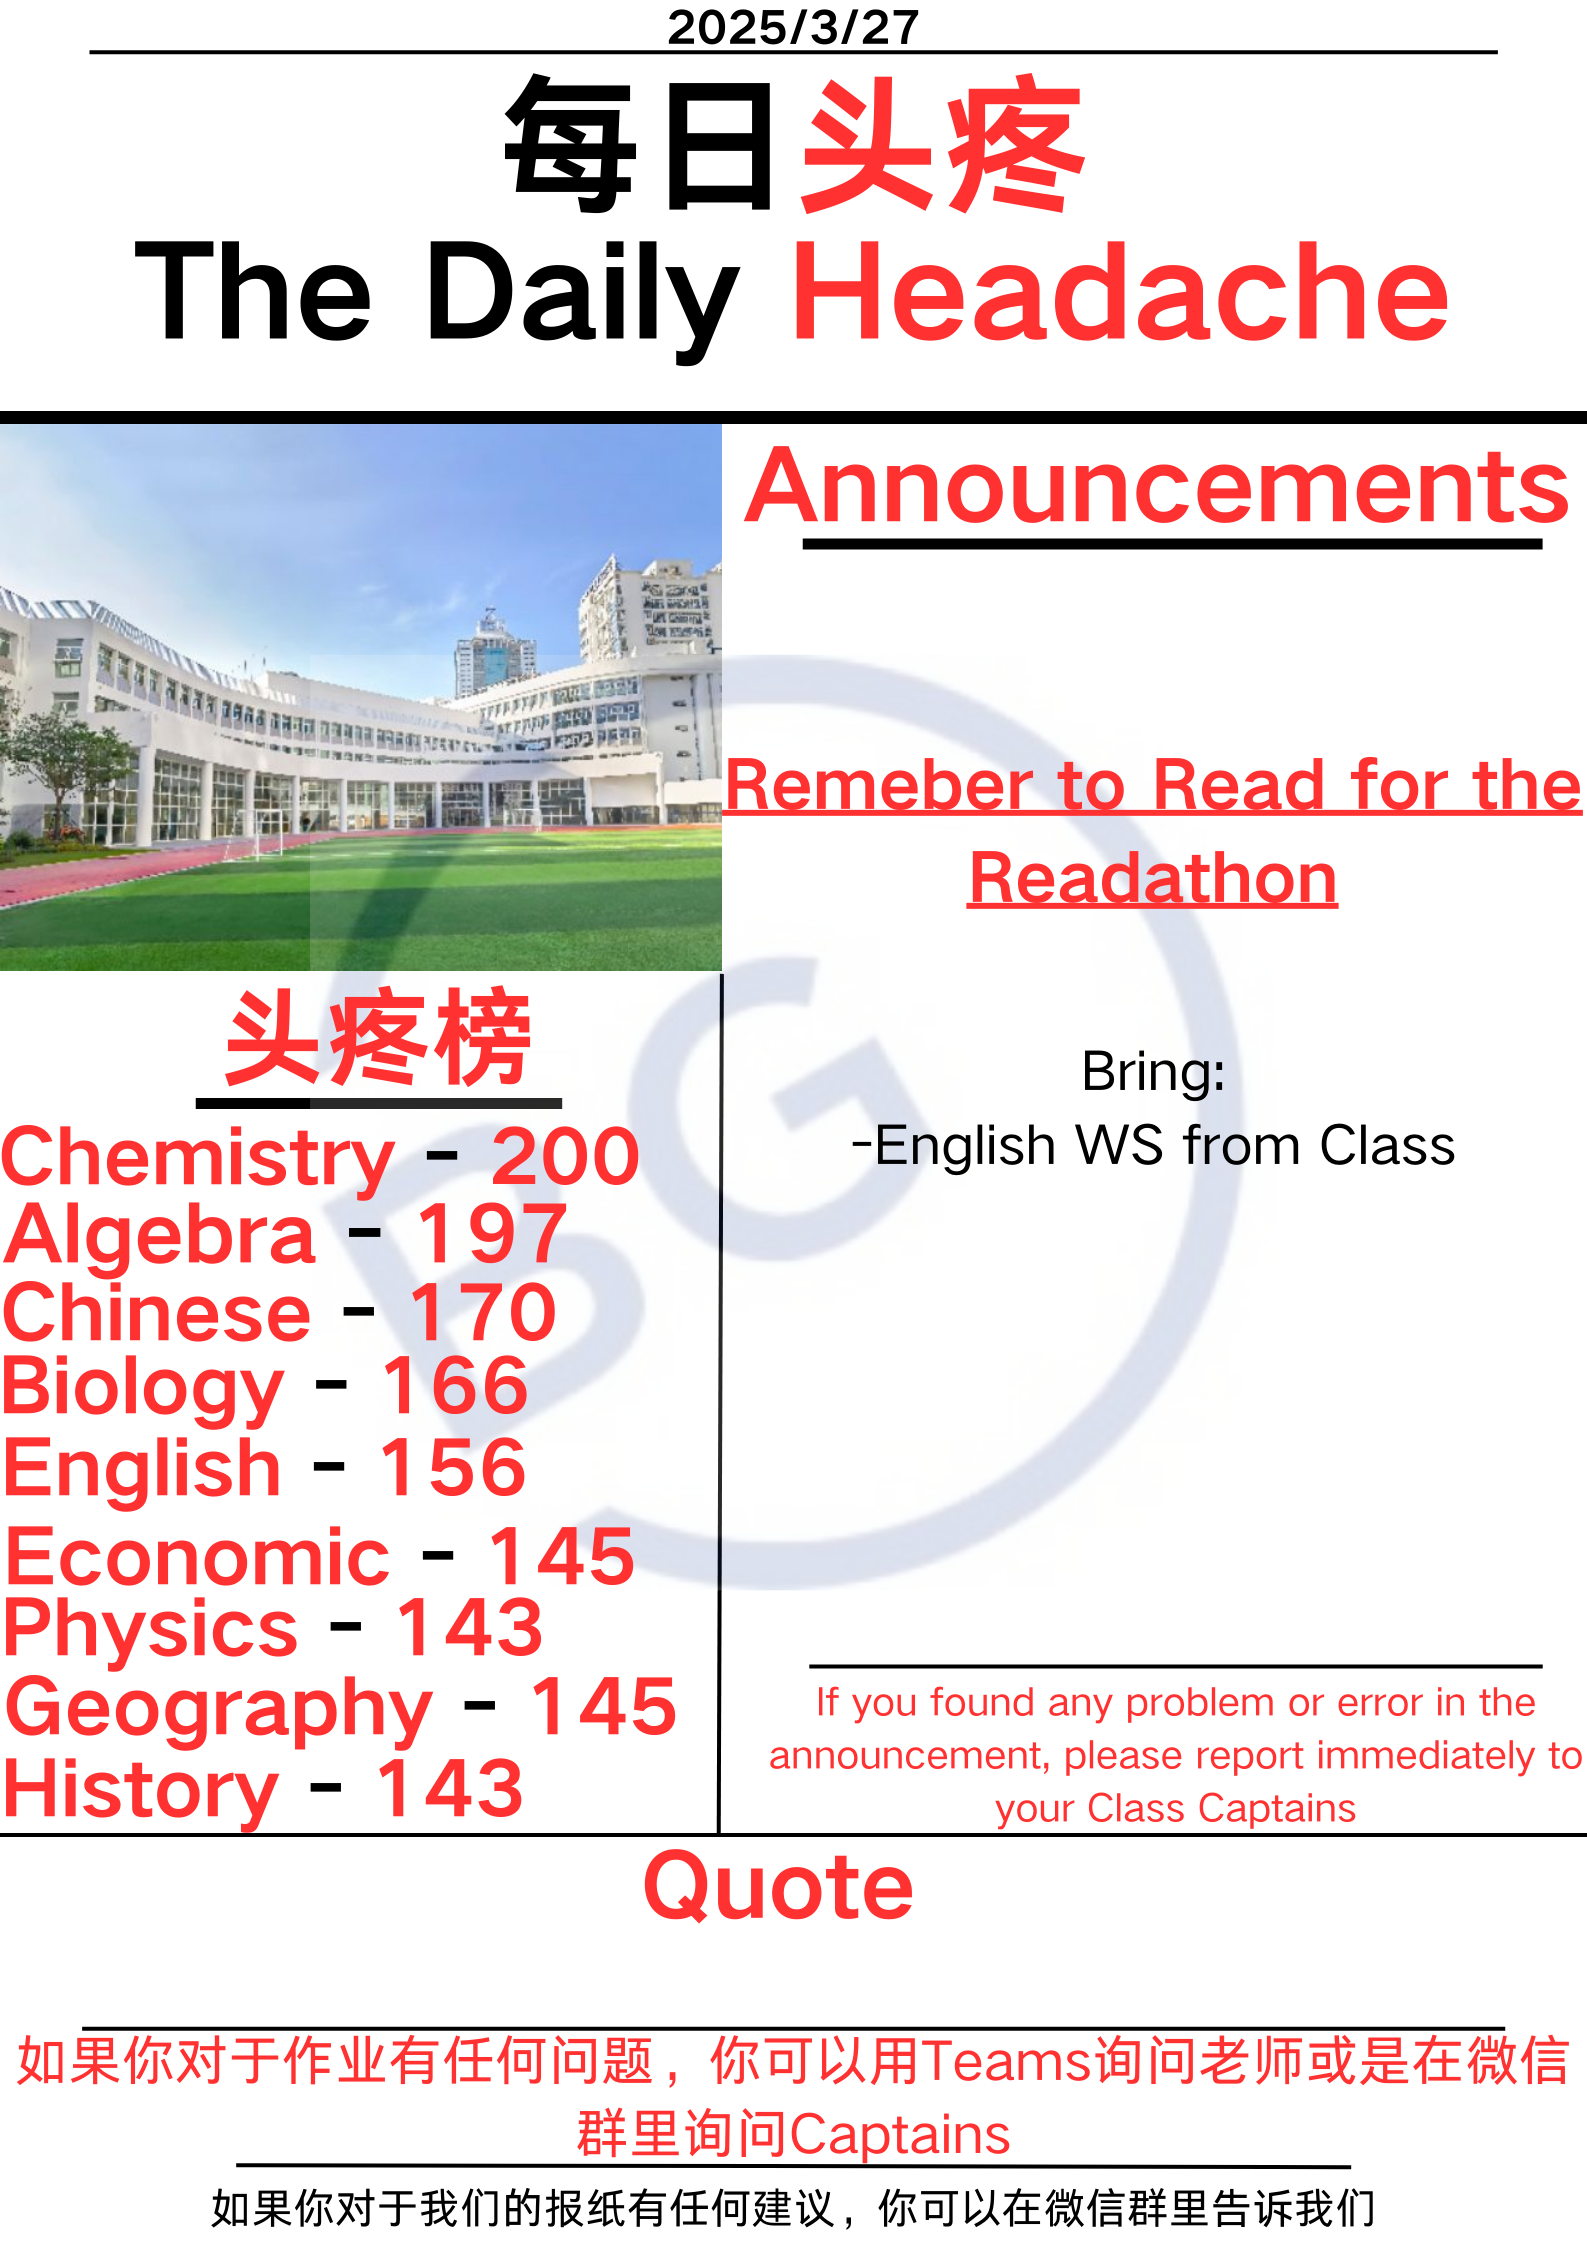 2025/3/27
每日头疼
The Daily Headache
Announcements
Remeber to Read for the
Readathon
Bring:
-English WS from Class
If you found any problem or error in the
announcement, please report immediately to
your Class Captains
头疼榜
Chemistry - 200
Algebra - 197
Chinese - 170
Biology - 166
English - 156
Economic - 145
Physics - 143
Geography - 145
History - 143
Quote
如果你对于作业有任何问题，你可以用Teams询问老师或是在微信
群里询问Captains
如果你对于我们的报纸有任何建议，你可以在微信群里告诉我们
BG